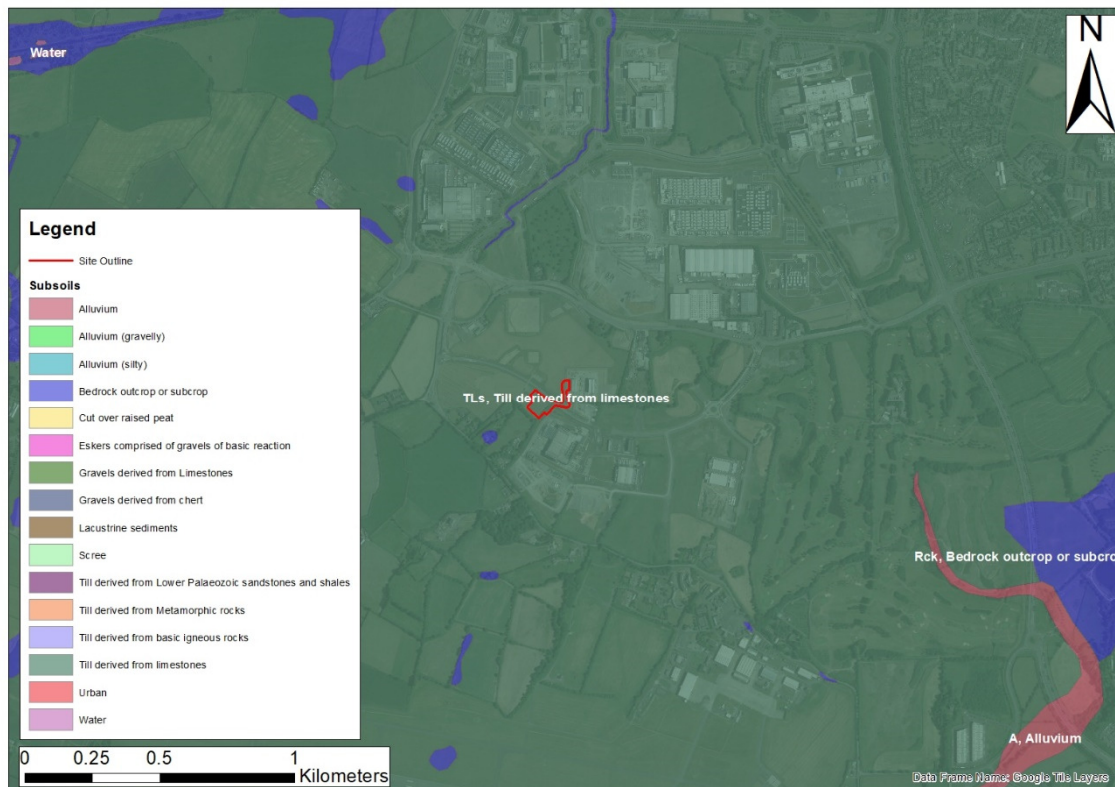 Water
N
Legend
Site Outline
Subsoils
Alluvium
Alluvium (gravelly)
Alluvium (silty)
Bedrock outcrop or subcrop
Cut over raised peat
Eskers comprised of gravels of basic reaction
Gravels derived from Limestones
Gravels derived from chert
Lacustrine sediments
Scree
Till derived from Lower Palaeozoic sandstones and shales
Till derived from Metamorphic rocks
Till derived from basic igneous rocks
Till derived from limestones
Urban
Water
TLs, Till derived from limestones
Rck, Bedrock outcrop or subcro
A, Alluvium
0 0.25 0.5 1
Kilometers
Data Frame Name: Google Tile Layers